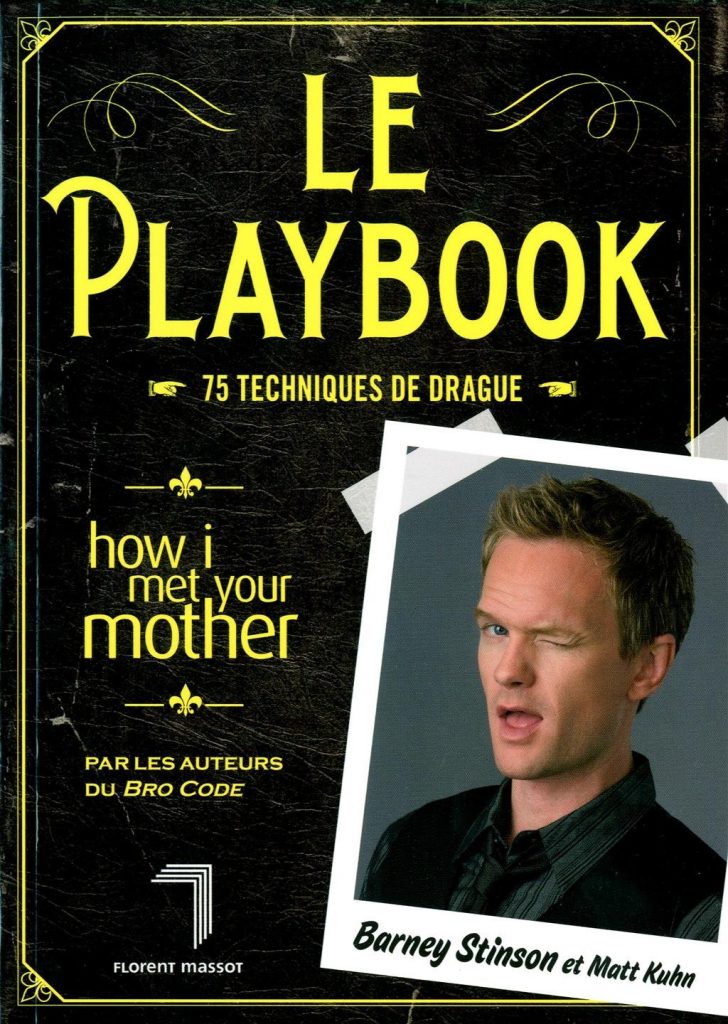 LE
PLAYBOOK
75 TECHNIQUES DE DRAGUE
how i
met your
mother
PAR LES AUTEURS
DU BRO CODE
FLORENT MASSOT
Barney Stinson et Matt Kuhn